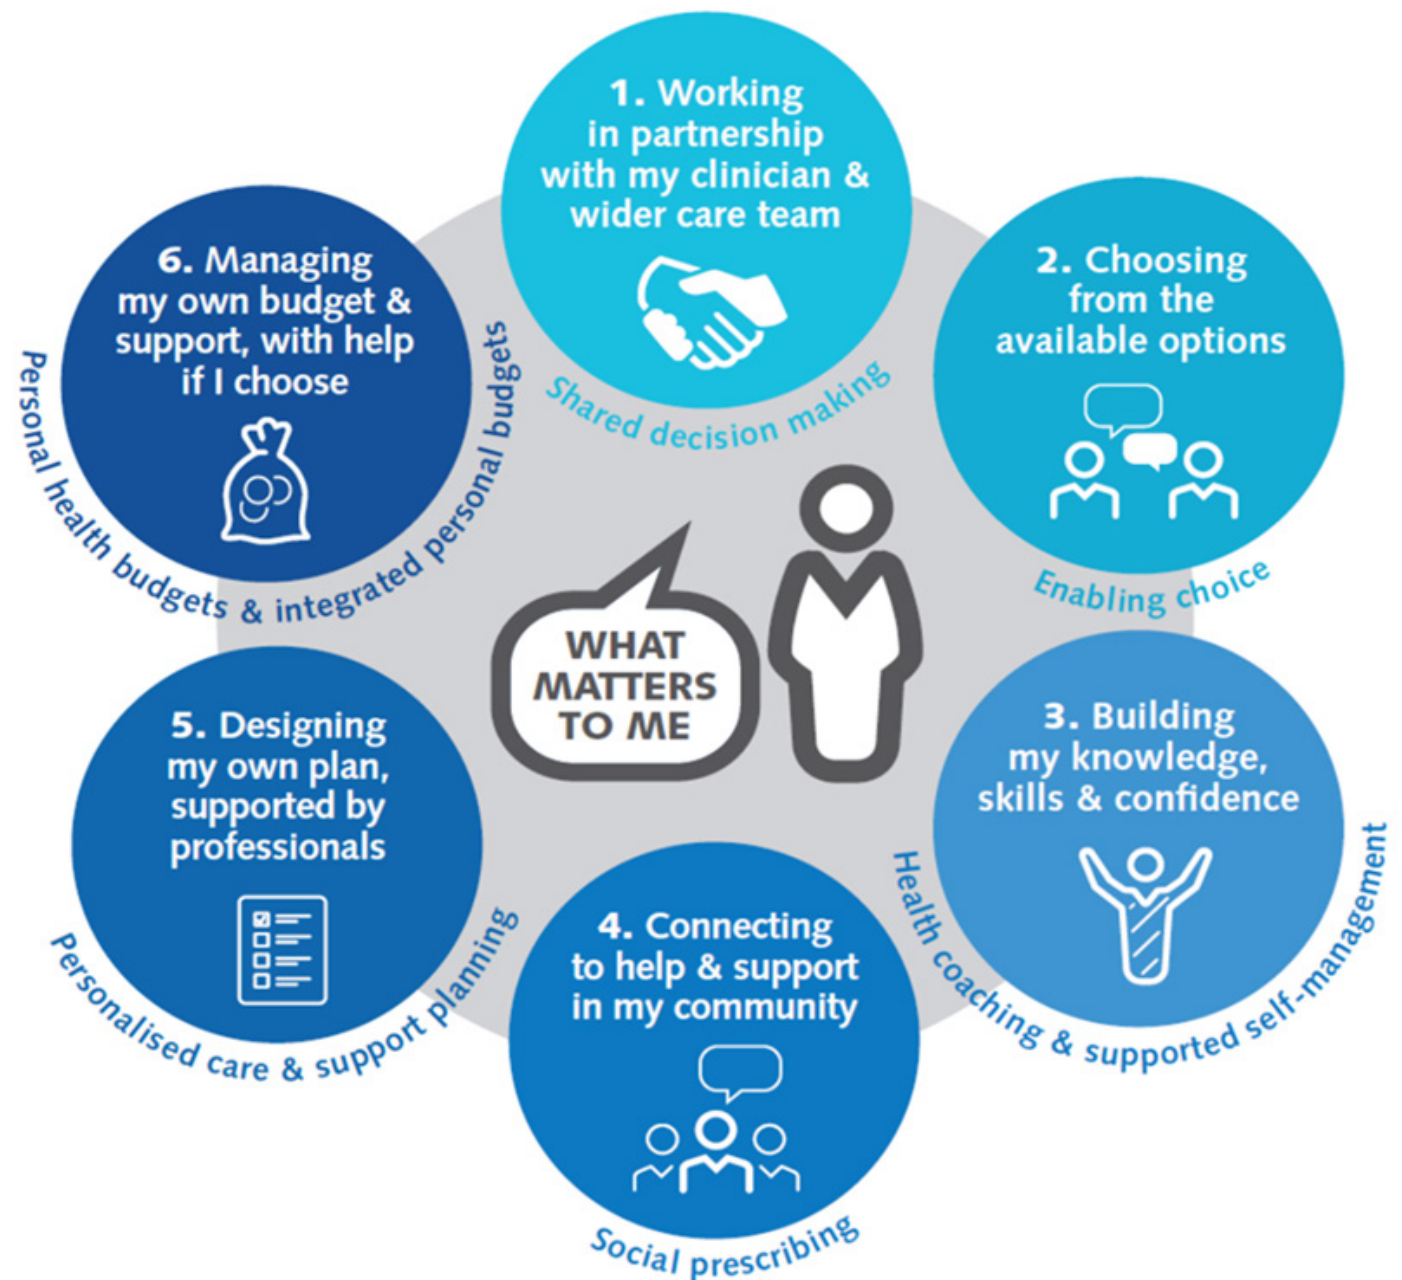 1. Working
in partnership
with my clinician &
wider care team
Shared decision making
2. Choosing
from the
available options
Enabling choice
3. Building
my knowledge,
skills & confidence
Health coaching & supported self-management
4. Connecting
to help & support
in my community
Social prescribing
5. Designing
my own plan,
supported by
professionals
Personalised care & support planning
6. Managing
my own budget &
support, with help
if I choose
Personal health budgets & integrated personal budgets
WHAT
MATTERS
TO ME